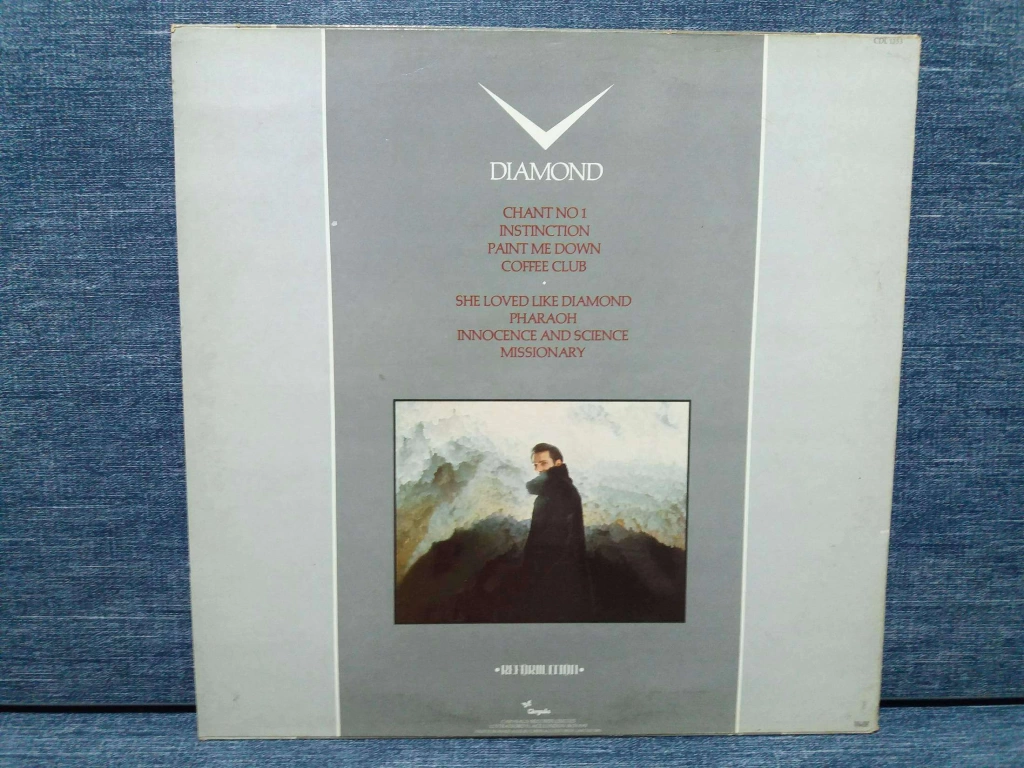 DIAMOND
CHANT NO 1
INSTINCTION
PAINT ME DOWN
COFFEE CLUB
SHE LOVED LIKE DIAMOND
PHARAOH
INNOCENCE AND SCIENCE
MISSIONARY
Chrysalis